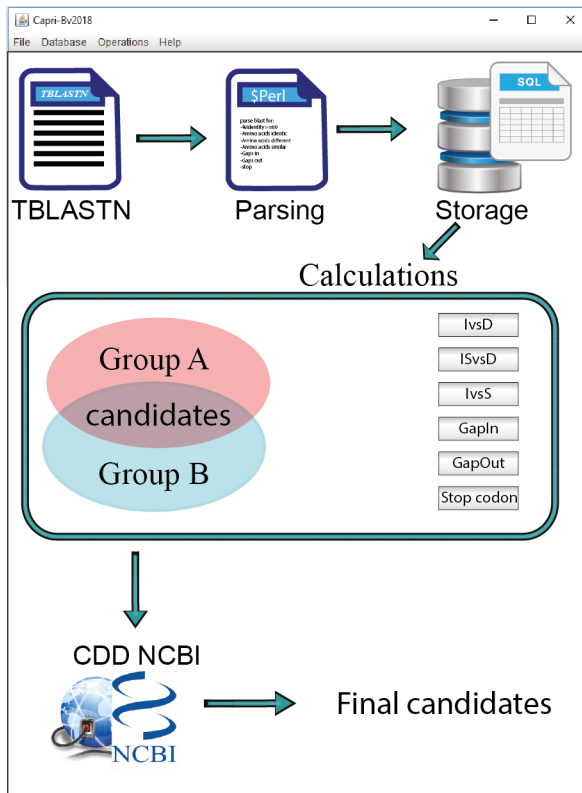 Capri-Bv2018
File Database Operations Help
TBLASTN
$Perl
parse blast for:
-%Identity >=60
-Amino acids identic
-Amino acids different
-Amino acids similar
-Gaps in
-Gaps out
-stop
SQL
TBLASTN
Parsing
Storage
Calculations
Group A
candidates
Group B
IvsD
ISvsD
IvsS
GapIn
GapOut
Stop codon
CDD NCBI
NCBI
Final candidates